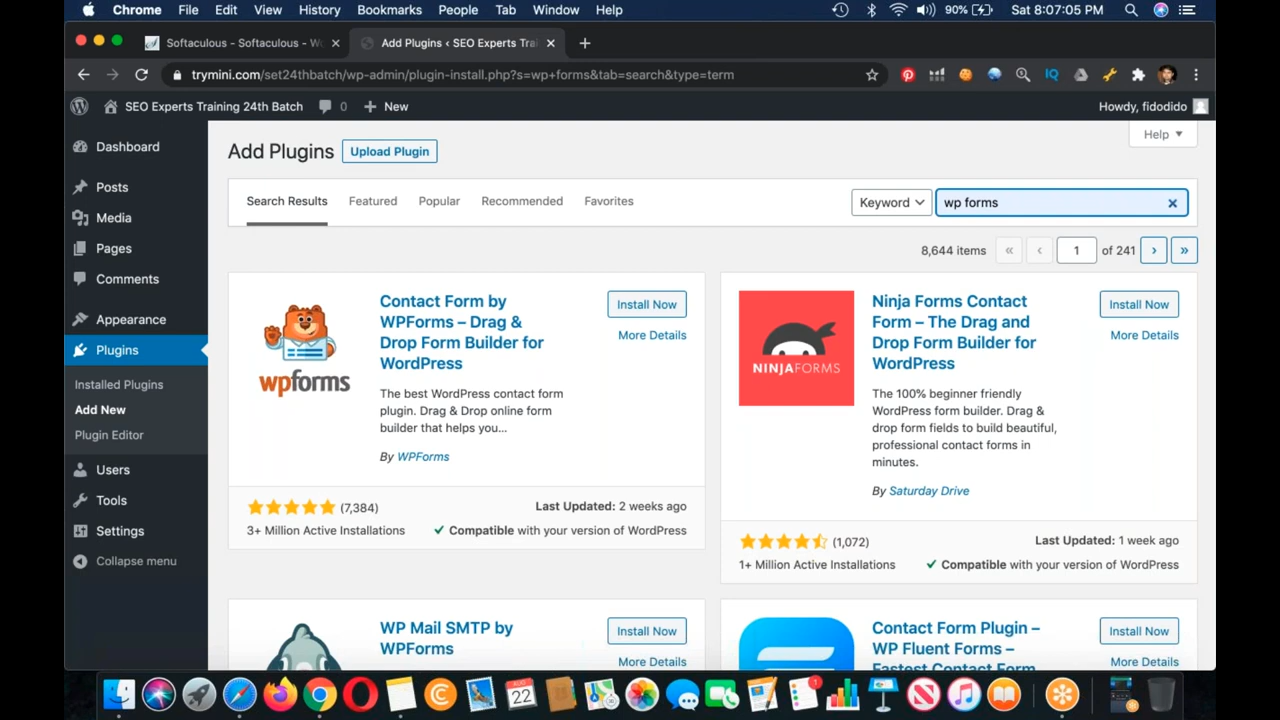 Chrome File Edit View History Bookmarks People Tab Window Help 90% Sat 8:07:05 PM
Softaculous - Softaculous - W
Add Plugins ‹ SEO Experts Trai
trymini.com/set24thbatch/wp-admin/plugin-install.php?s=wp+forms&tab=search&type=term
IQ
SEO Experts Training 24th Batch 0 New Howdy, fidodido
Dashboard
Posts
Media
Pages
Comments
Appearance
Plugins
Installed Plugins
Add New
Plugin Editor
Users
Tools
Settings
Collapse menu
Help
Add Plugins Upload Plugin
Search Results Featured Popular Recommended Favorites Keyword wp forms
8,644 items « ‹ 1 of 241 › »
wpforms
Contact Form by
WPForms – Drag &
Drop Form Builder for
WordPress
Install Now
More Details
The best WordPress contact form
plugin. Drag & Drop online form
builder that helps you...
By WPForms
(7,384) Last Updated: 2 weeks ago
3+ Million Active Installations Compatible with your version of WordPress
NINJAFORMS
Ninja Forms Contact
Form – The Drag and
Drop Form Builder for
WordPress
Install Now
More Details
The 100% beginner friendly
WordPress form builder. Drag &
drop form fields to build beautiful,
professional contact forms in
minutes.
By Saturday Drive
(1,072) Last Updated: 1 week ago
1+ Million Active Installations Compatible with your version of WordPress
WP Mail SMTP by
WPForms
Install Now
More Details
Contact Form Plugin –
WP Fluent Forms –
Fastest Contact Form
Install Now
More Details
AUG
22
1